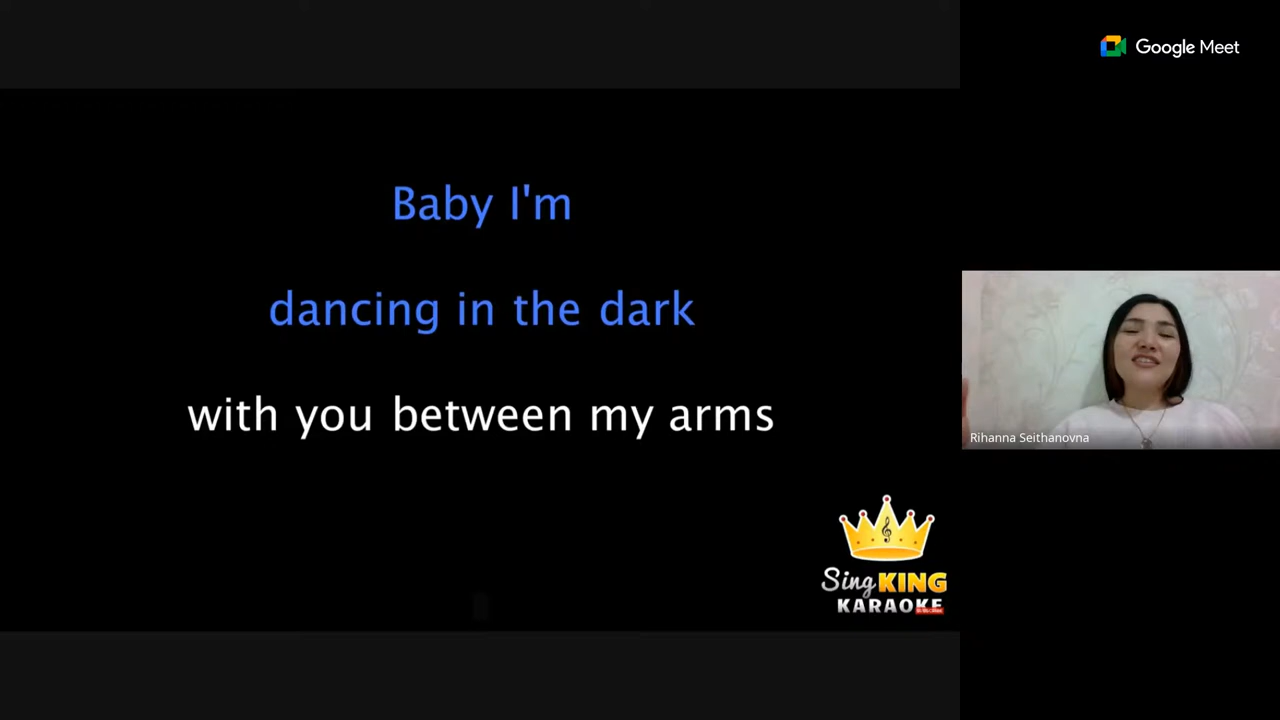 Google Meet
Baby I'm
dancing in the dark
with you between my arms
Rihanna Seithanovna
Sing KING
KARAOKE